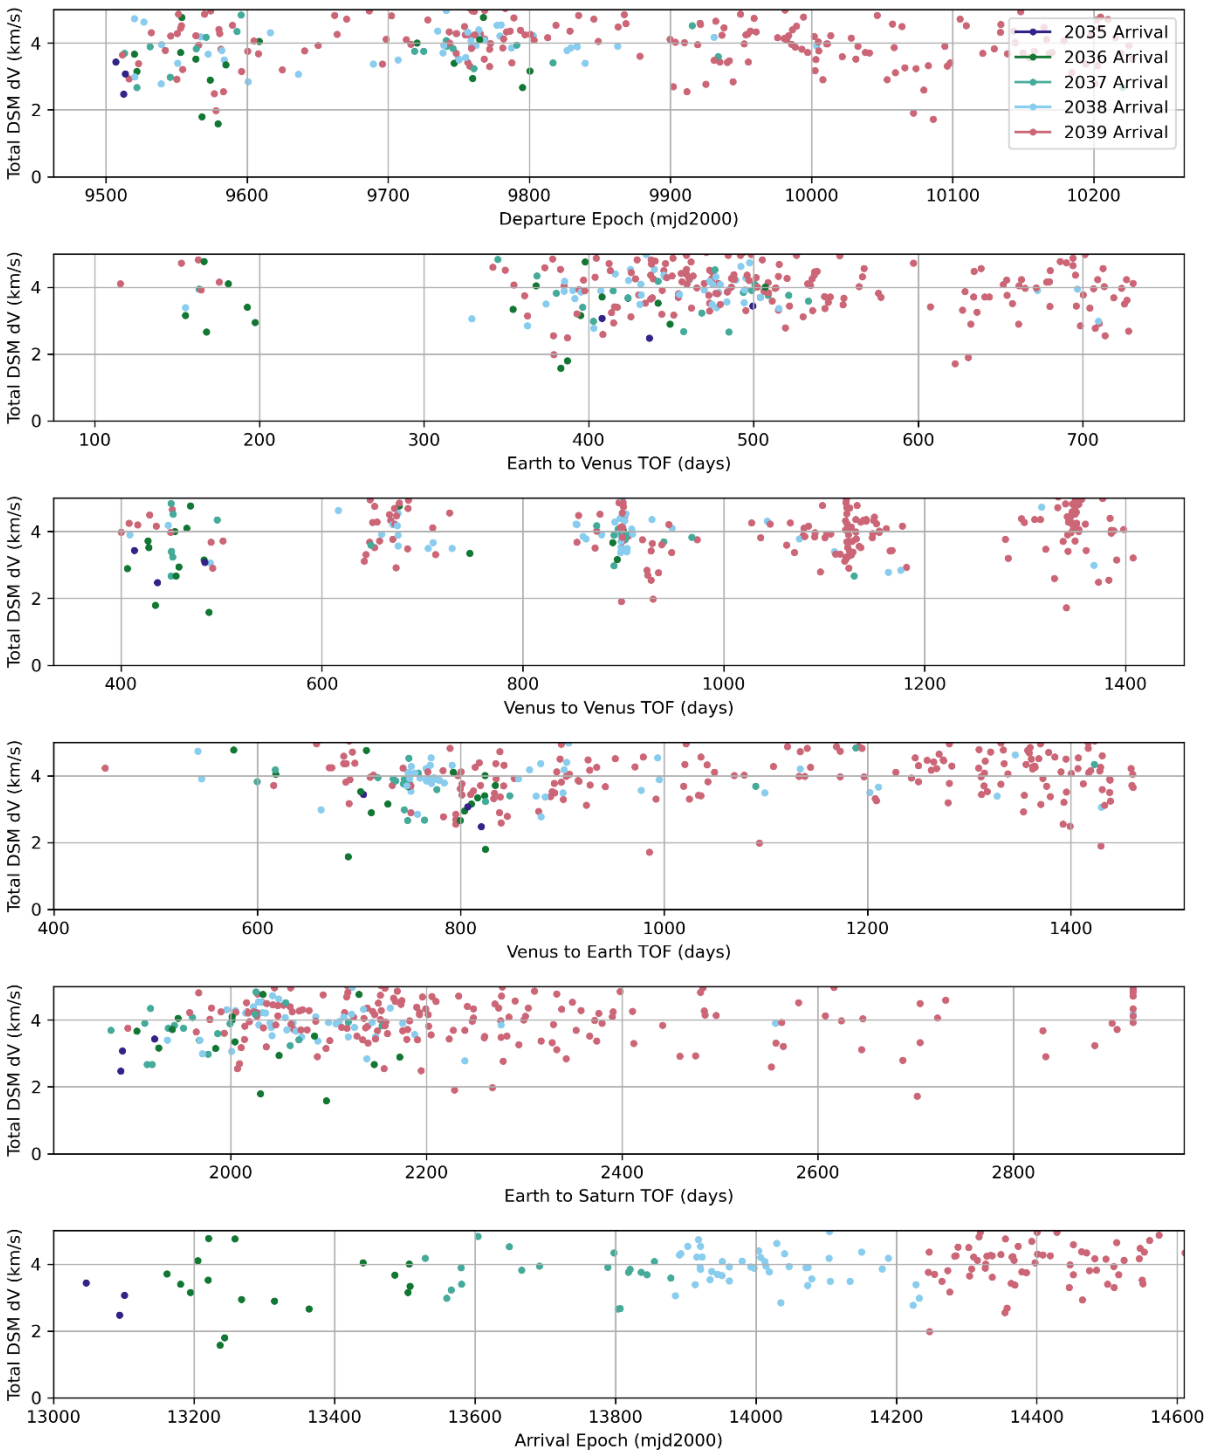 Total DSM dV (km/s)
4
2
0
2035 Arrival
2036 Arrival
2037 Arrival
2038 Arrival
2039 Arrival
9500 9600 9700 9800 9900 10000 10100 10200
Departure Epoch (mjd2000)
Total DSM dV (km/s)
4
2
0
100 200 300 400 500 600 700
Earth to Venus TOF (days)
Total DSM dV (km/s)
4
2
0
400 600 800 1000 1200 1400
Venus to Venus TOF (days)
Total DSM dV (km/s)
4
2
0
400 600 800 1000 1200 1400
Venus to Earth TOF (days)
Total DSM dV (km/s)
4
2
0
2000 2200 2400 2600 2800
Earth to Saturn TOF (days)
Total DSM dV (km/s)
4
2
0
13000 13200 13400 13600 13800 14000 14200 14400 14600
Arrival Epoch (mjd2000)